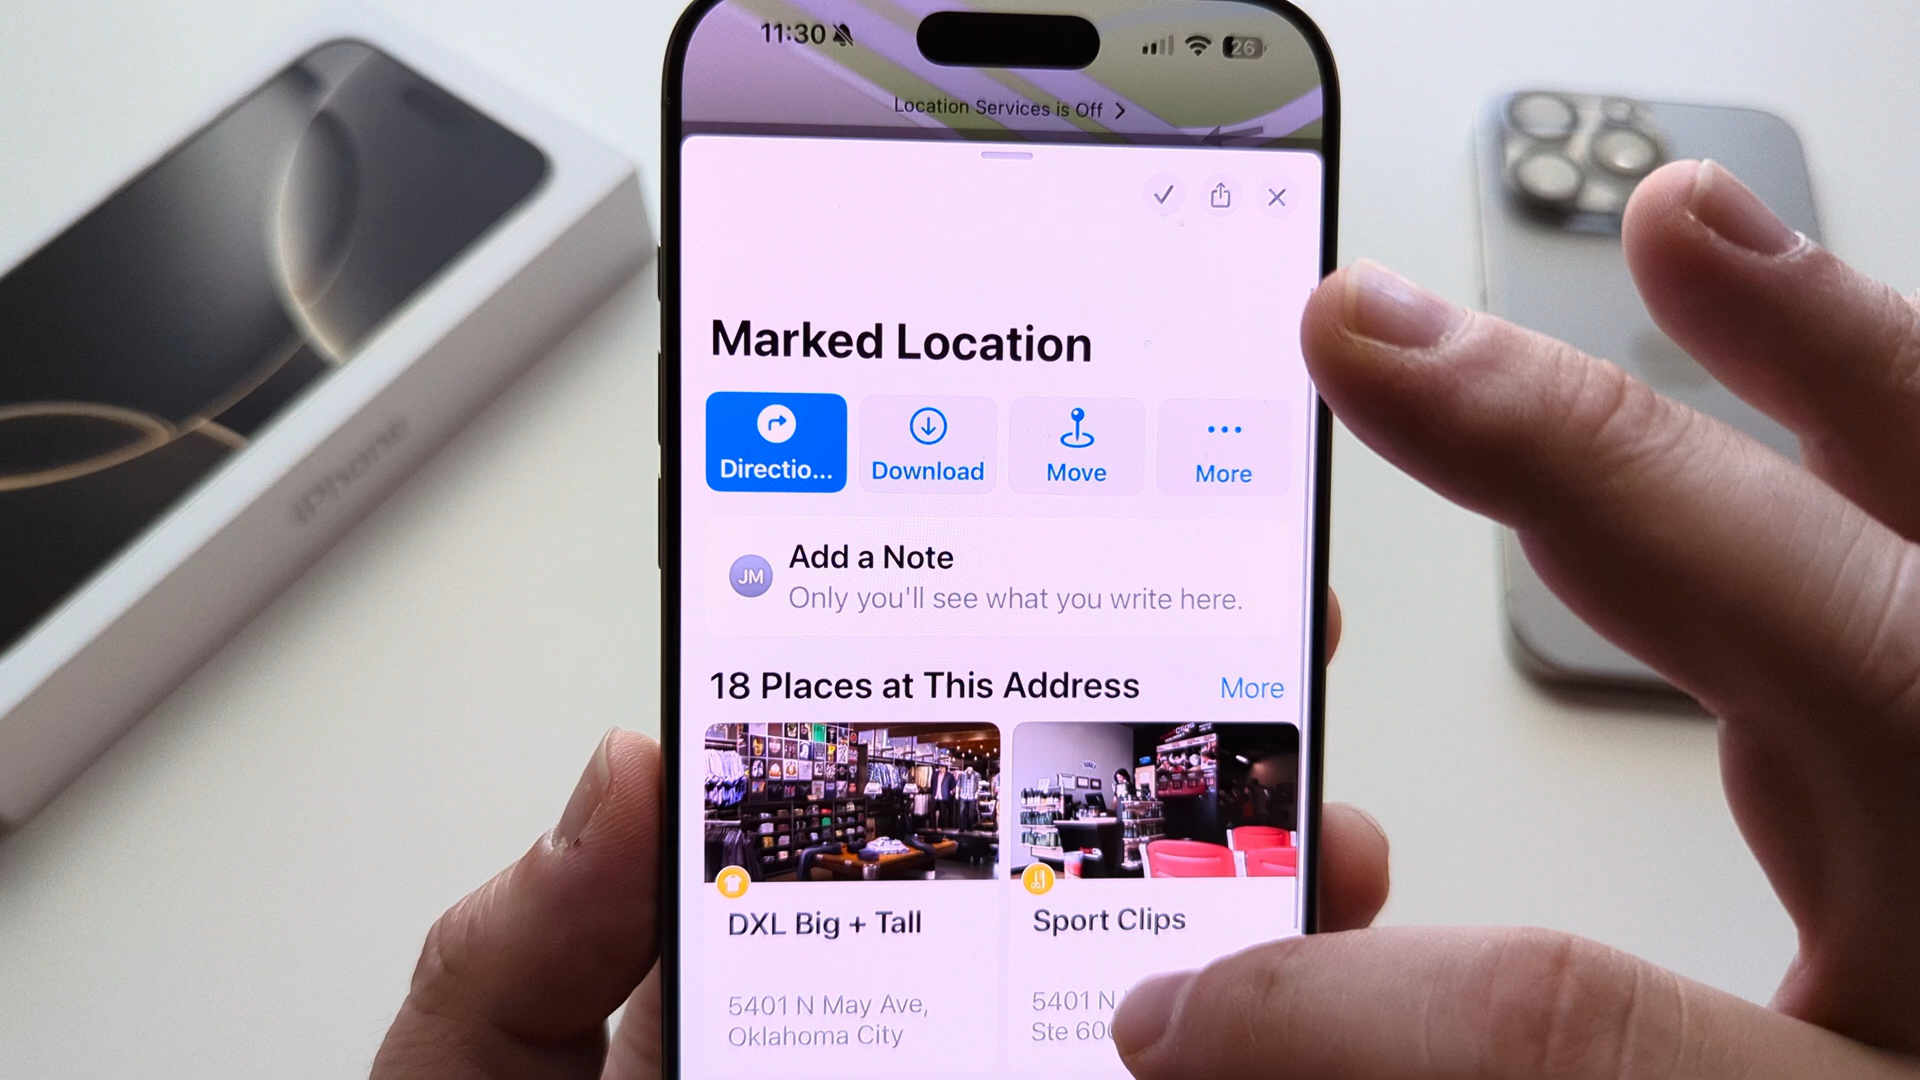 11:30
26
Location Services is Off
Marked Location
Directio...
Download
Move
More
JM
Add a Note
Only you'll see what you write here.
18 Places at This Address
More
DXL Big + Tall
Sport Clips
5401 N May Ave,
Oklahoma City
5401 N
Ste 60
iPhone